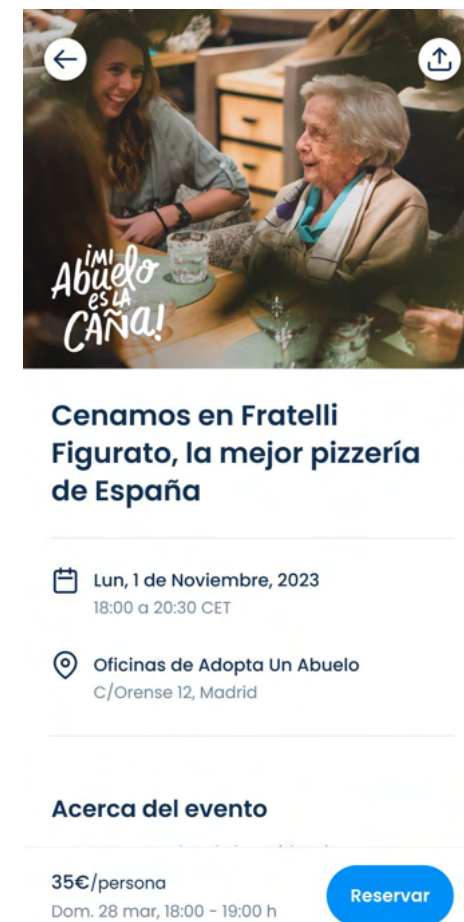 ¡MI
Abuelo
ES LA
CAÑA!
Cenamos en Fratelli
Figurato, la mejor pizzería
de España
Lun, 1 de Noviembre, 2023
18:00 a 20:30 CET
Oficinas de Adopta Un Abuelo
C/Orense 12, Madrid
Acerca del evento
35€/persona
Dom. 28 mar, 18:00 - 19:00 h
Reservar